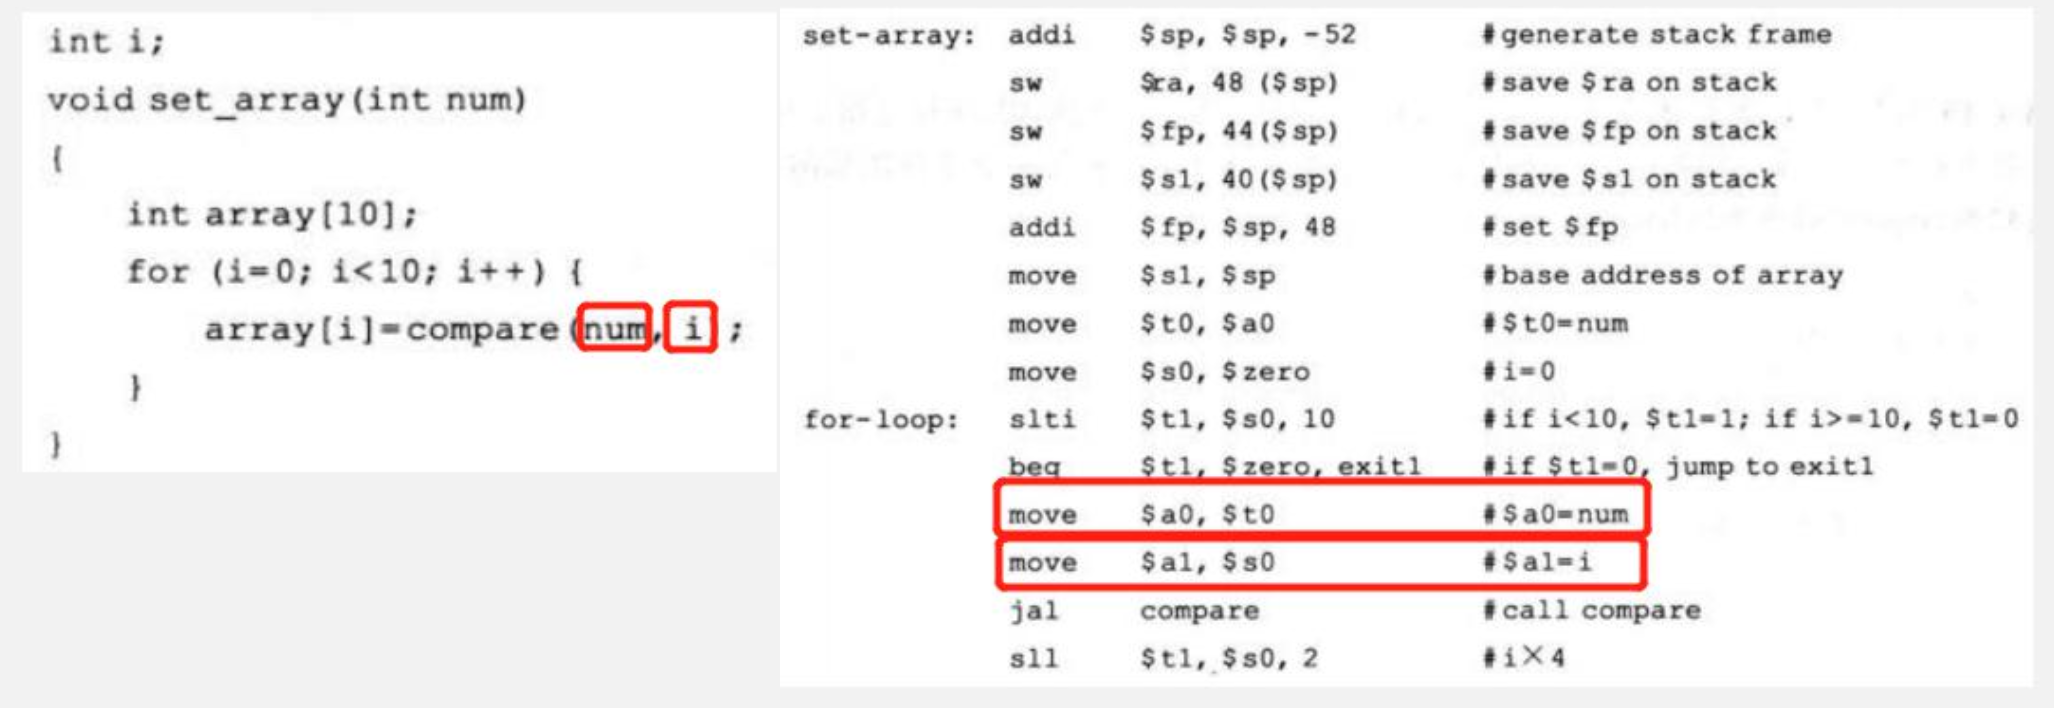 int i;
void set_array(int num)
{
int array[10];
for (i=0; i<10; i++) {
array[i]=compare(num, i) ;
}
}
set-array: addi $sp, $sp, -52 #generate stack frame
sw $ra, 48 ($sp) #save $ra on stack
sw $fp, 44($sp) #save $fp on stack
sw $s1, 40($sp) #save $s1 on stack
addi $fp, $sp, 48 #set $fp
move $s1, $sp #base address of array
move $t0, $a0 #$t0=num
move $s0, $zero #i=0
for-loop: slti $t1, $s0, 10 #if i<10, $t1=1; if i>=10, $t1=0
beq $t1, $zero, exit1 #if $t1=0, jump to exit1
move $a0, $t0 #$a0=num
move $a1, $s0 #$a1=i
jal compare #call compare
sll $t1, $s0, 2 #i×4